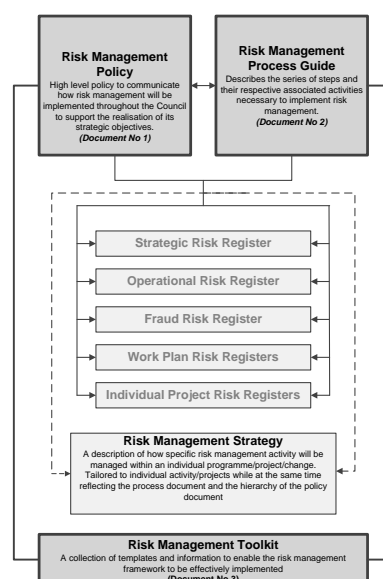 Risk Management
Policy
High level policy to communicate
how risk management will be
implemented throughout the Council
to support the realisation of its
strategic objectives.
(Document No 1)
Risk Management
Process Guide
Describes the series of steps and
their respective associated activities
necessary to implement risk
management.
(Document No 2)
Strategic Risk Register
Operational Risk Register
Fraud Risk Register
Work Plan Risk Registers
Individual Project Risk Registers
Risk Management Strategy
A description of how specific risk management activity will be
managed within an individual programme/project/change.
Tailored to individual activity/projects while at the same time
reflecting the process document and the hierarchy of the policy
document
Risk Management Toolkit
A collection of templates and information to enable the risk management
framework to be effectively implemented
(Document No 3)